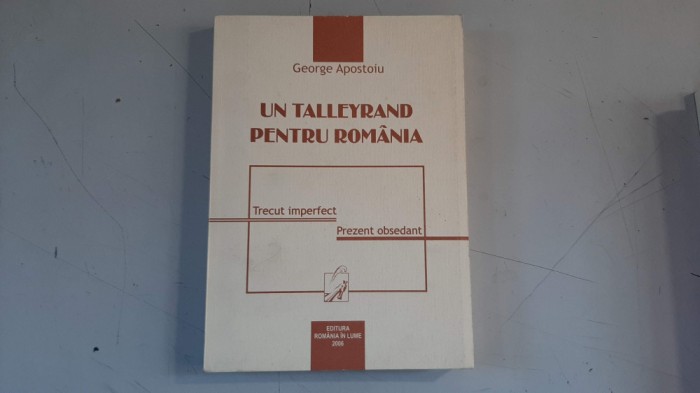 George Apostoiu
UN TALLEYRAND
PENTRU ROMÂNIA
Trecut imperfect
Prezent obsedant
EDITURA
ROMÂNIA ÎN LUME
2006